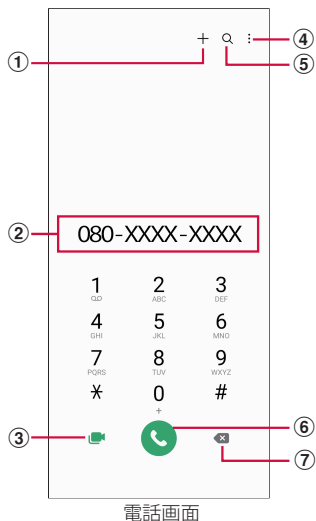 ① ④
⑤
② 080-XXXX-XXXX
1 2 3
ABC DEF
4 5 6
GHI JKL MNO
7 8 9
PQRS TUV WXYZ
* 0 #
+
③ ⑥
⑦
電話画面